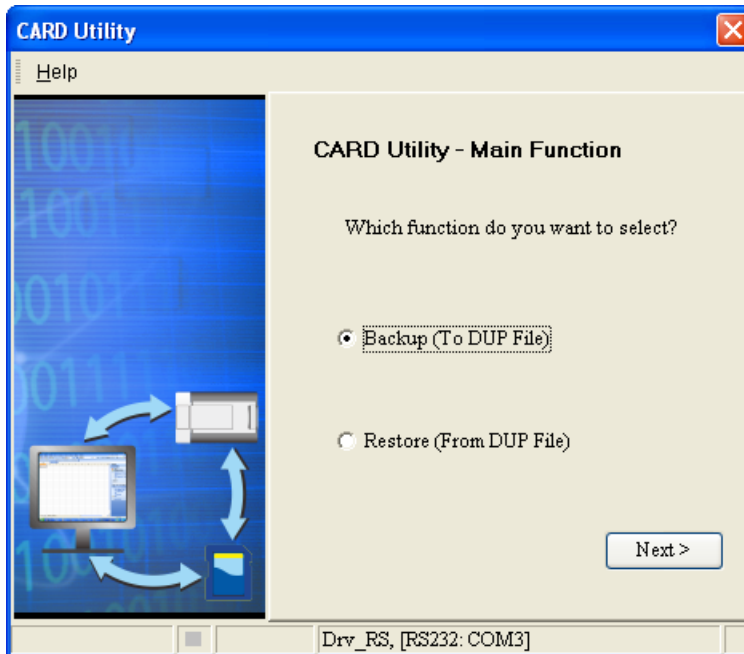 CARD Utility
Help
CARD Utility - Main Function
Which function do you want to select?
Backup (To DUP File)
Restore (From DUP File)
Next >
Drv_RS, [RS232: COM3]